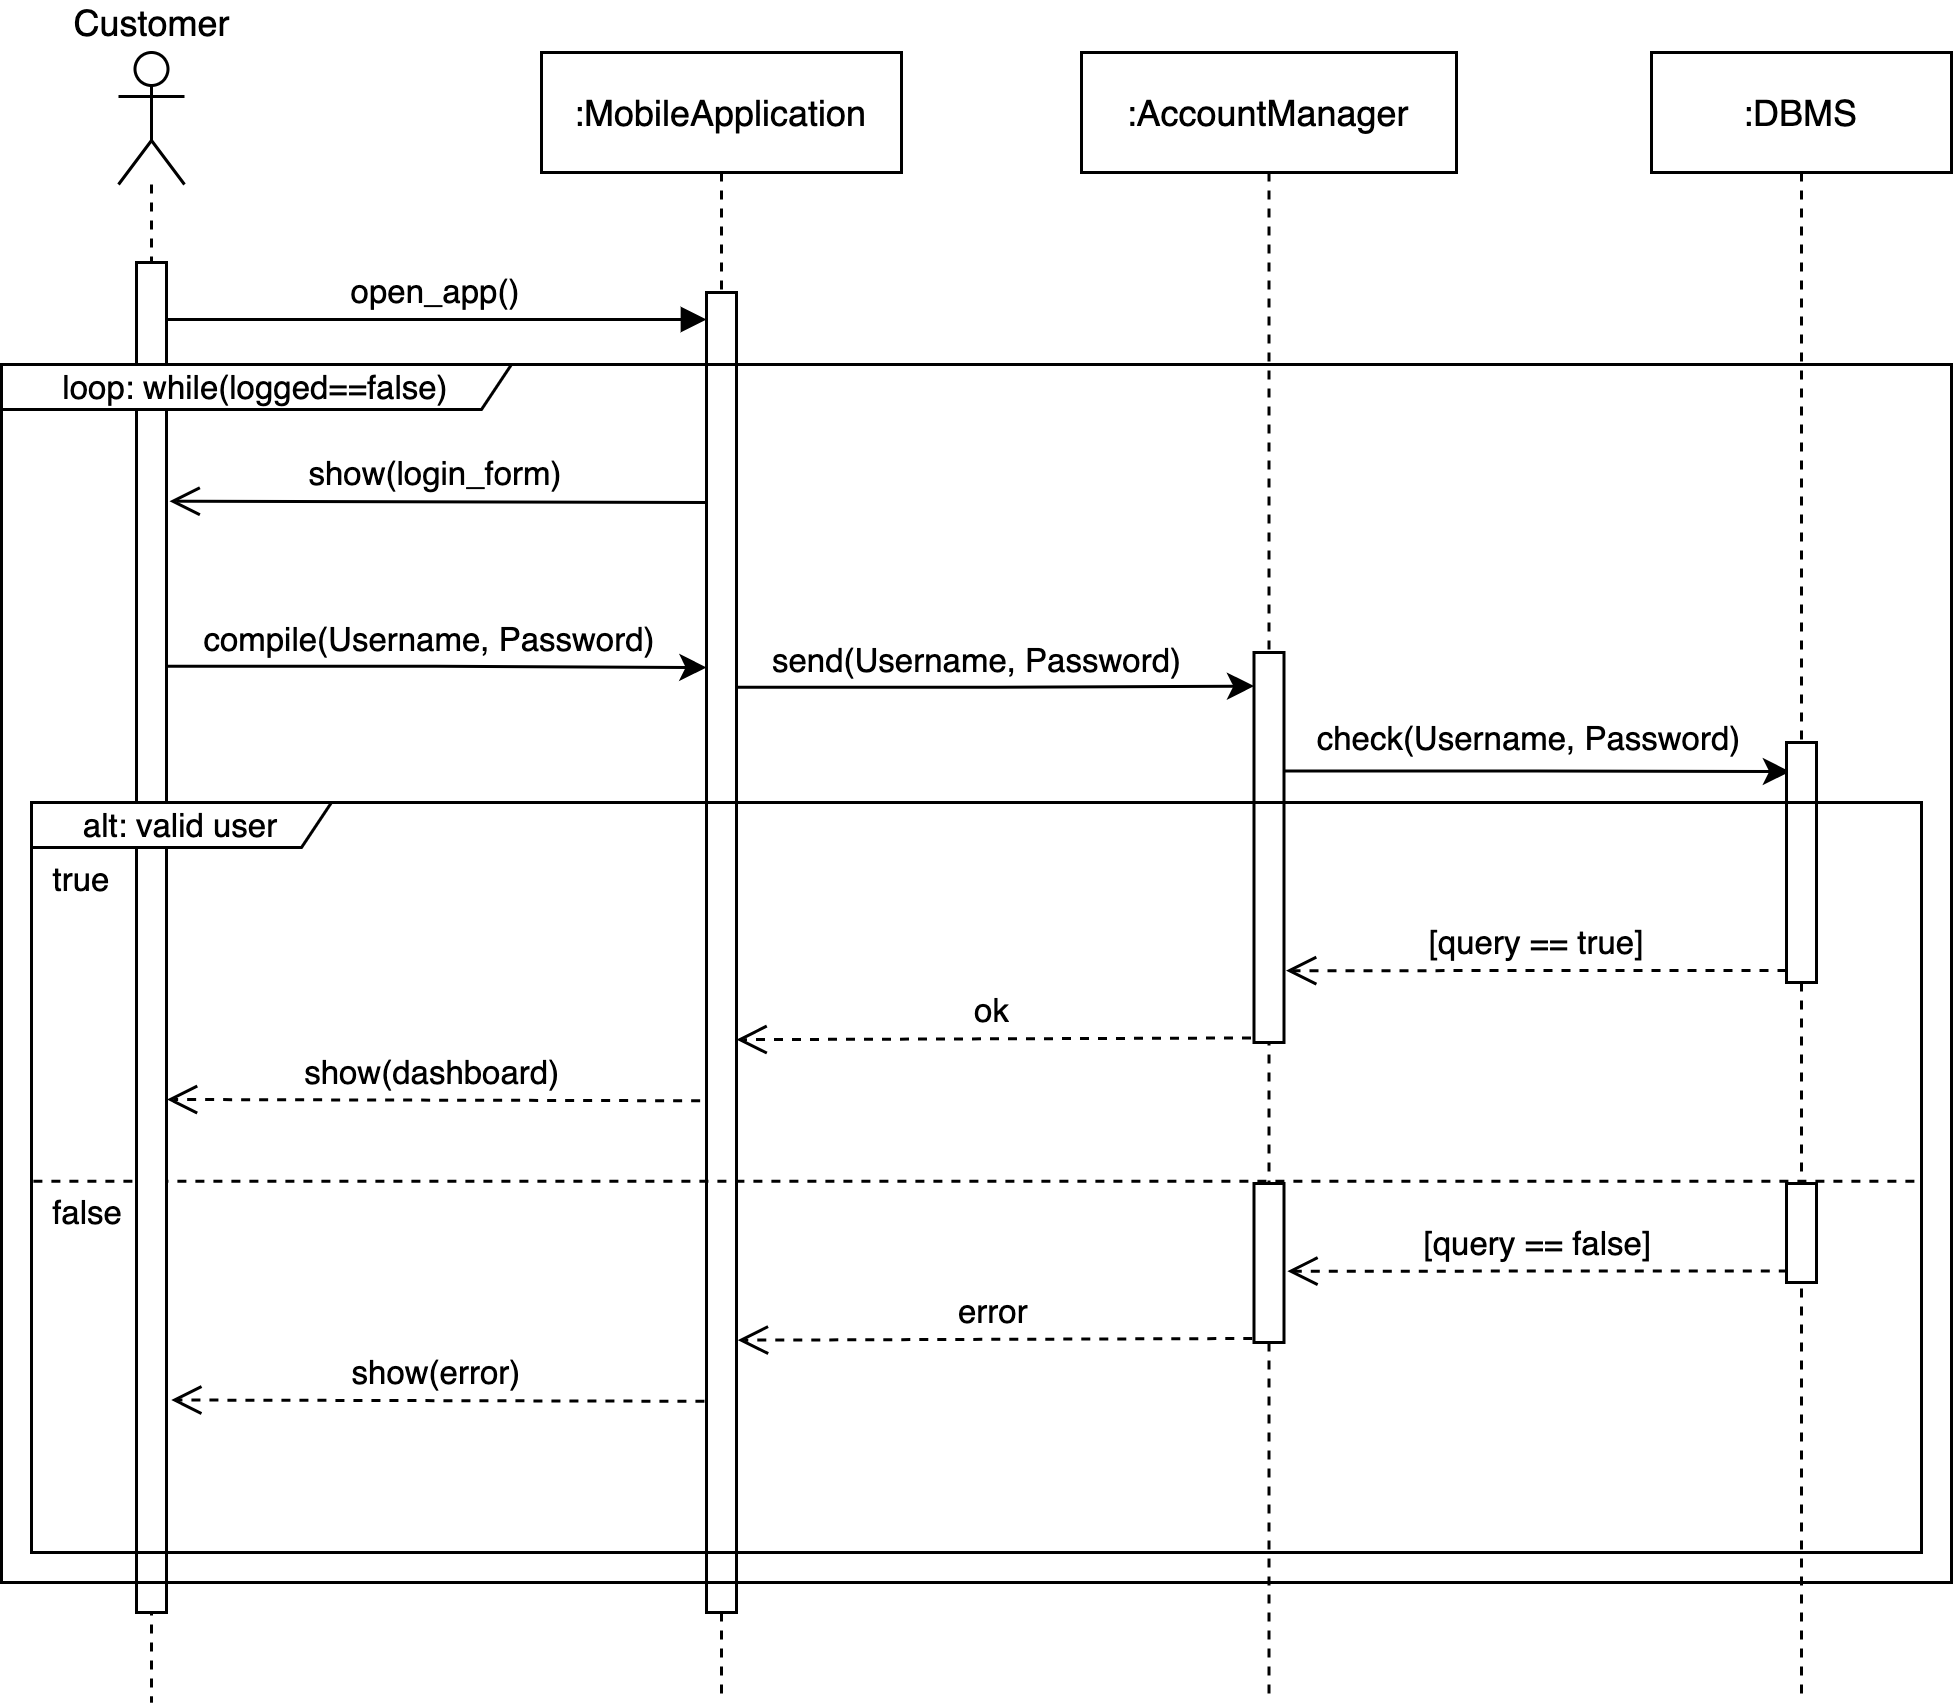 Customer
:MobileApplication
:AccountManager
:DBMS
open_app()
loop: while(logged==false)
show(login_form)
compile(Username, Password)
send(Username, Password)
check(Username, Password)
alt: valid user
true
[query == true]
ok
show(dashboard)
false
[query == false]
error
show(error)